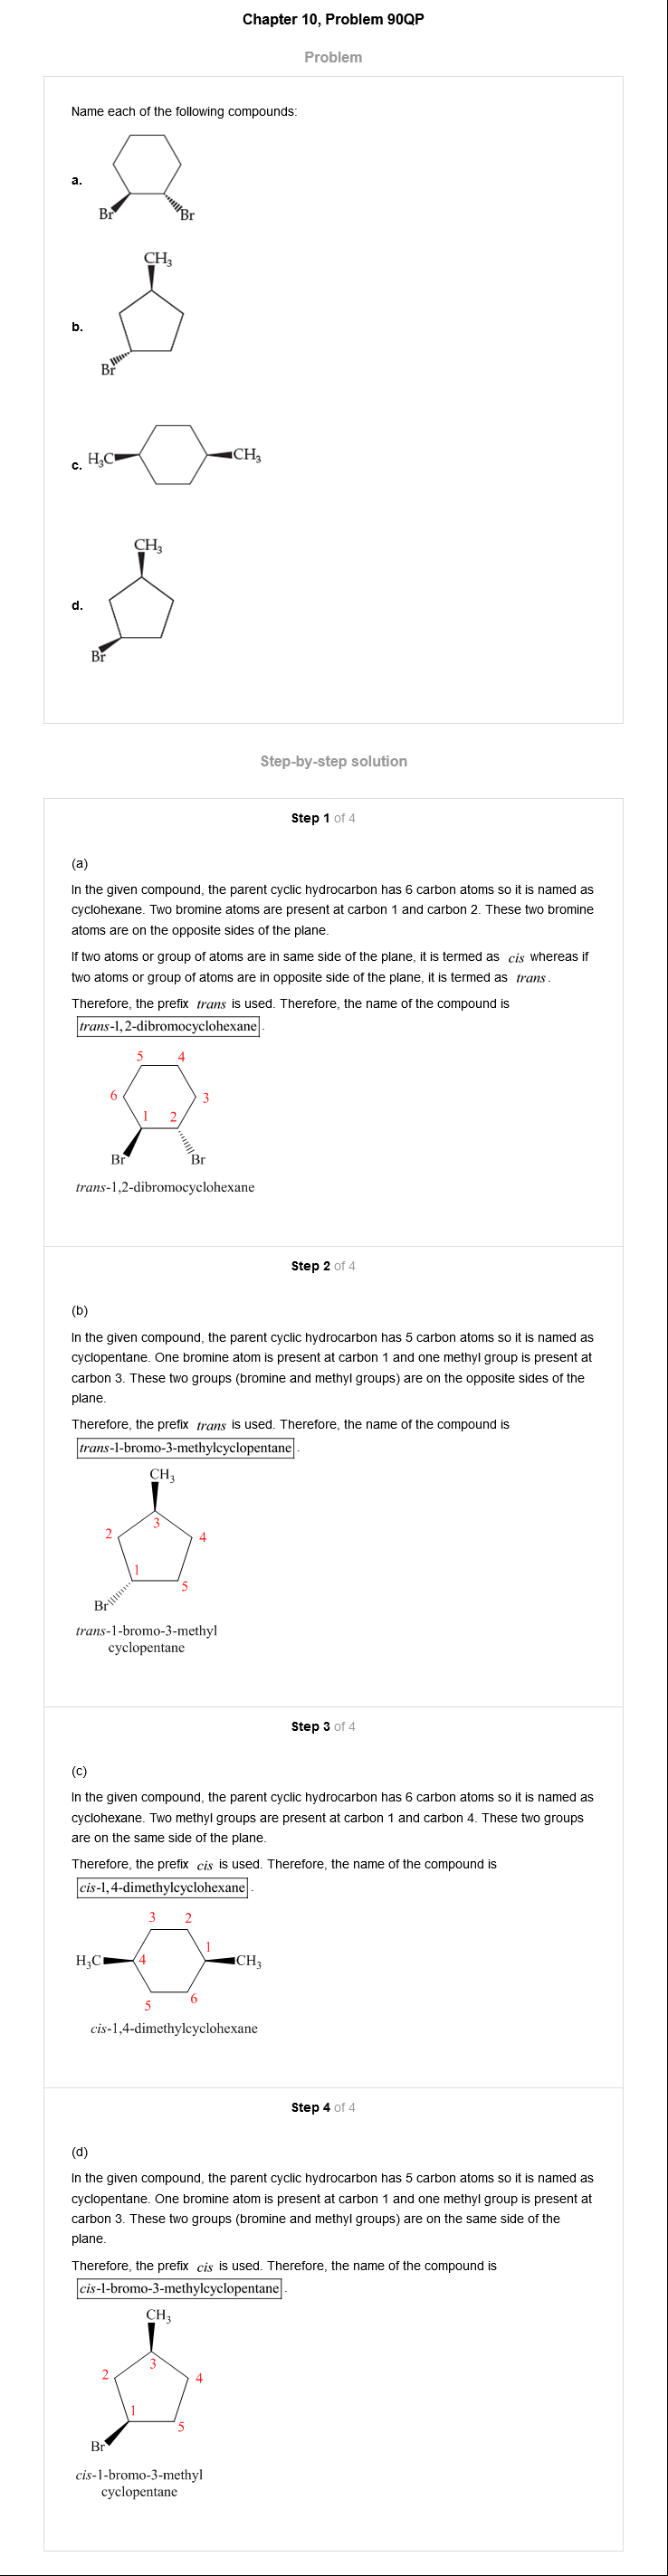 Chapter 10, Problem 90QP
Problem
Name each of the following compounds:
a.
Br
Br
CH3
b.
Br
c.
H3C
CH3
CH3
d.
Br
Step-by-step solution
Step 1 of 4
(a)
In the given compound, the parent cyclic hydrocarbon has 6 carbon atoms so it is named as
cyclohexane. Two bromine atoms are present at carbon 1 and carbon 2. These two bromine
atoms are on the opposite sides of the plane.
If two atoms or group of atoms are in same side of the plane, it is termed as cis whereas if
two atoms or group of atoms are in opposite side of the plane, it is termed as trans.
Therefore, the prefix trans is used. Therefore, the name of the compound is
trans-1,2-dibromocyclohexane.
5 4
6 3
1 2
Br Br
trans-1,2-dibromocyclohexane
Step 2 of 4
(b)
In the given compound, the parent cyclic hydrocarbon has 5 carbon atoms so it is named as
cyclopentane. One bromine atom is present at carbon 1 and one methyl group is present at
carbon 3. These two groups (bromine and methyl groups) are on the opposite sides of the
plane.
Therefore, the prefix trans is used. Therefore, the name of the compound is
trans-1-bromo-3-methylcyclopentane.
CH3
3
2 4
1
5
Br
trans-1-bromo-3-methyl
cyclopentane
Step 3 of 4
(c)
In the given compound, the parent cyclic hydrocarbon has 6 carbon atoms so it is named as
cyclohexane. Two methyl groups are present at carbon 1 and carbon 4. These two groups
are on the same side of the plane.
Therefore, the prefix cis is used. Therefore, the name of the compound is
cis-1,4-dimethylcyclohexane.
3 2
1
H3C 4 CH3
5 6
cis-1,4-dimethylcyclohexane
Step 4 of 4
(d)
In the given compound, the parent cyclic hydrocarbon has 5 carbon atoms so it is named as
cyclopentane. One bromine atom is present at carbon 1 and one methyl group is present at
carbon 3. These two groups (bromine and methyl groups) are on the same side of the
plane.
Therefore, the prefix cis is used. Therefore, the name of the compound is
cis-1-bromo-3-methylcyclopentane.
CH3
3
2 4
1
5
Br
cis-1-bromo-3-methyl
cyclopentane